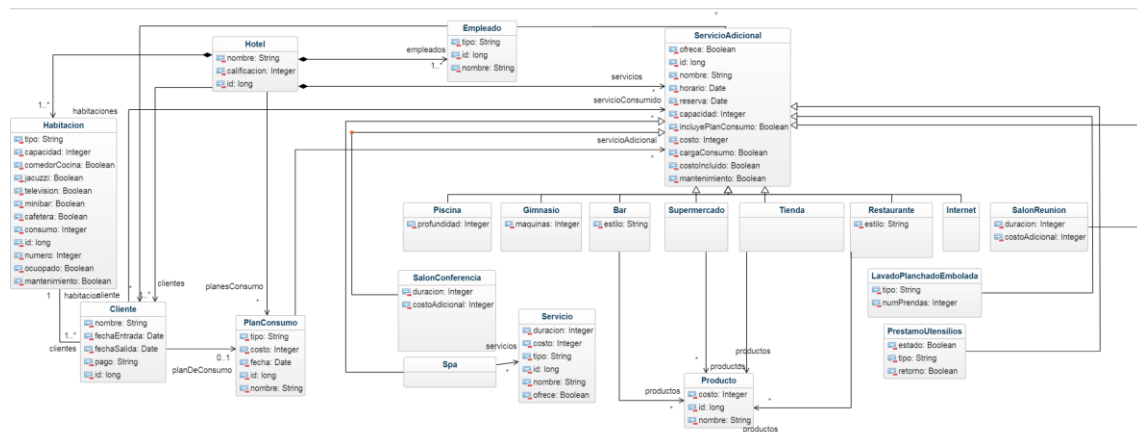 Hotel
nombre: String
calificacion: Integer
id: long
Empleado
tipo: String
id: long
nombre: String
empleados
1..*
ServicioAdicional
ofrece: Boolean
id: long
nombre: String
horario: Date
reserva: Date
capacidad: Integer
incluyePlanConsumo: Boolean
costo: Integer
cargaConsumo: Boolean
costoIncluido: Boolean
mantenimiento: Boolean
*
servicios
*
servicioConsumido
*
servicioAdicional
*
1..*
habitaciones
Habitacion
tipo: String
capacidad: Integer
comedorCocina: Boolean
jacuzzi: Boolean
television: Boolean
minibar: Boolean
cafetera: Boolean
consumo: Integer
id: long
numero: Integer
ocuopado: Boolean
mantenimiento: Boolean
1
habitacion
cliente
*
1..*
clientes
planesConsumo
*
Piscina
profundidad: Integer
Gimnasio
maquinas: Integer
Bar
estilo: String
Supermercado
Tienda
Restaurante
estilo: String
Internet
SalonReunion
duracion: Integer
costoAdicional: Integer
SalonConferencia
duracion: Integer
costoAdicional: Integer
LavadoPlanchadoEmbolada
tipo: String
numPrendas: Integer
Cliente
nombre: String
fechaEntrada: Date
fechaSalida: Date
pago: String
id: long
1..*
clientes
0..1
planDeConsumo
PlanConsumo
tipo: String
costo: Integer
fecha: Date
id: long
nombre: String
Servicio
duracion: Integer
costo: Integer
tipo: String
id: long
nombre: String
ofrece: Boolean
servicios
*
Spa
PrestamoUtensilios
estado: Boolean
tipo: String
retorno: Boolean
productos
*
productos
*
productos
*
Producto
costo: Integer
id: long
nombre: String
*
productos